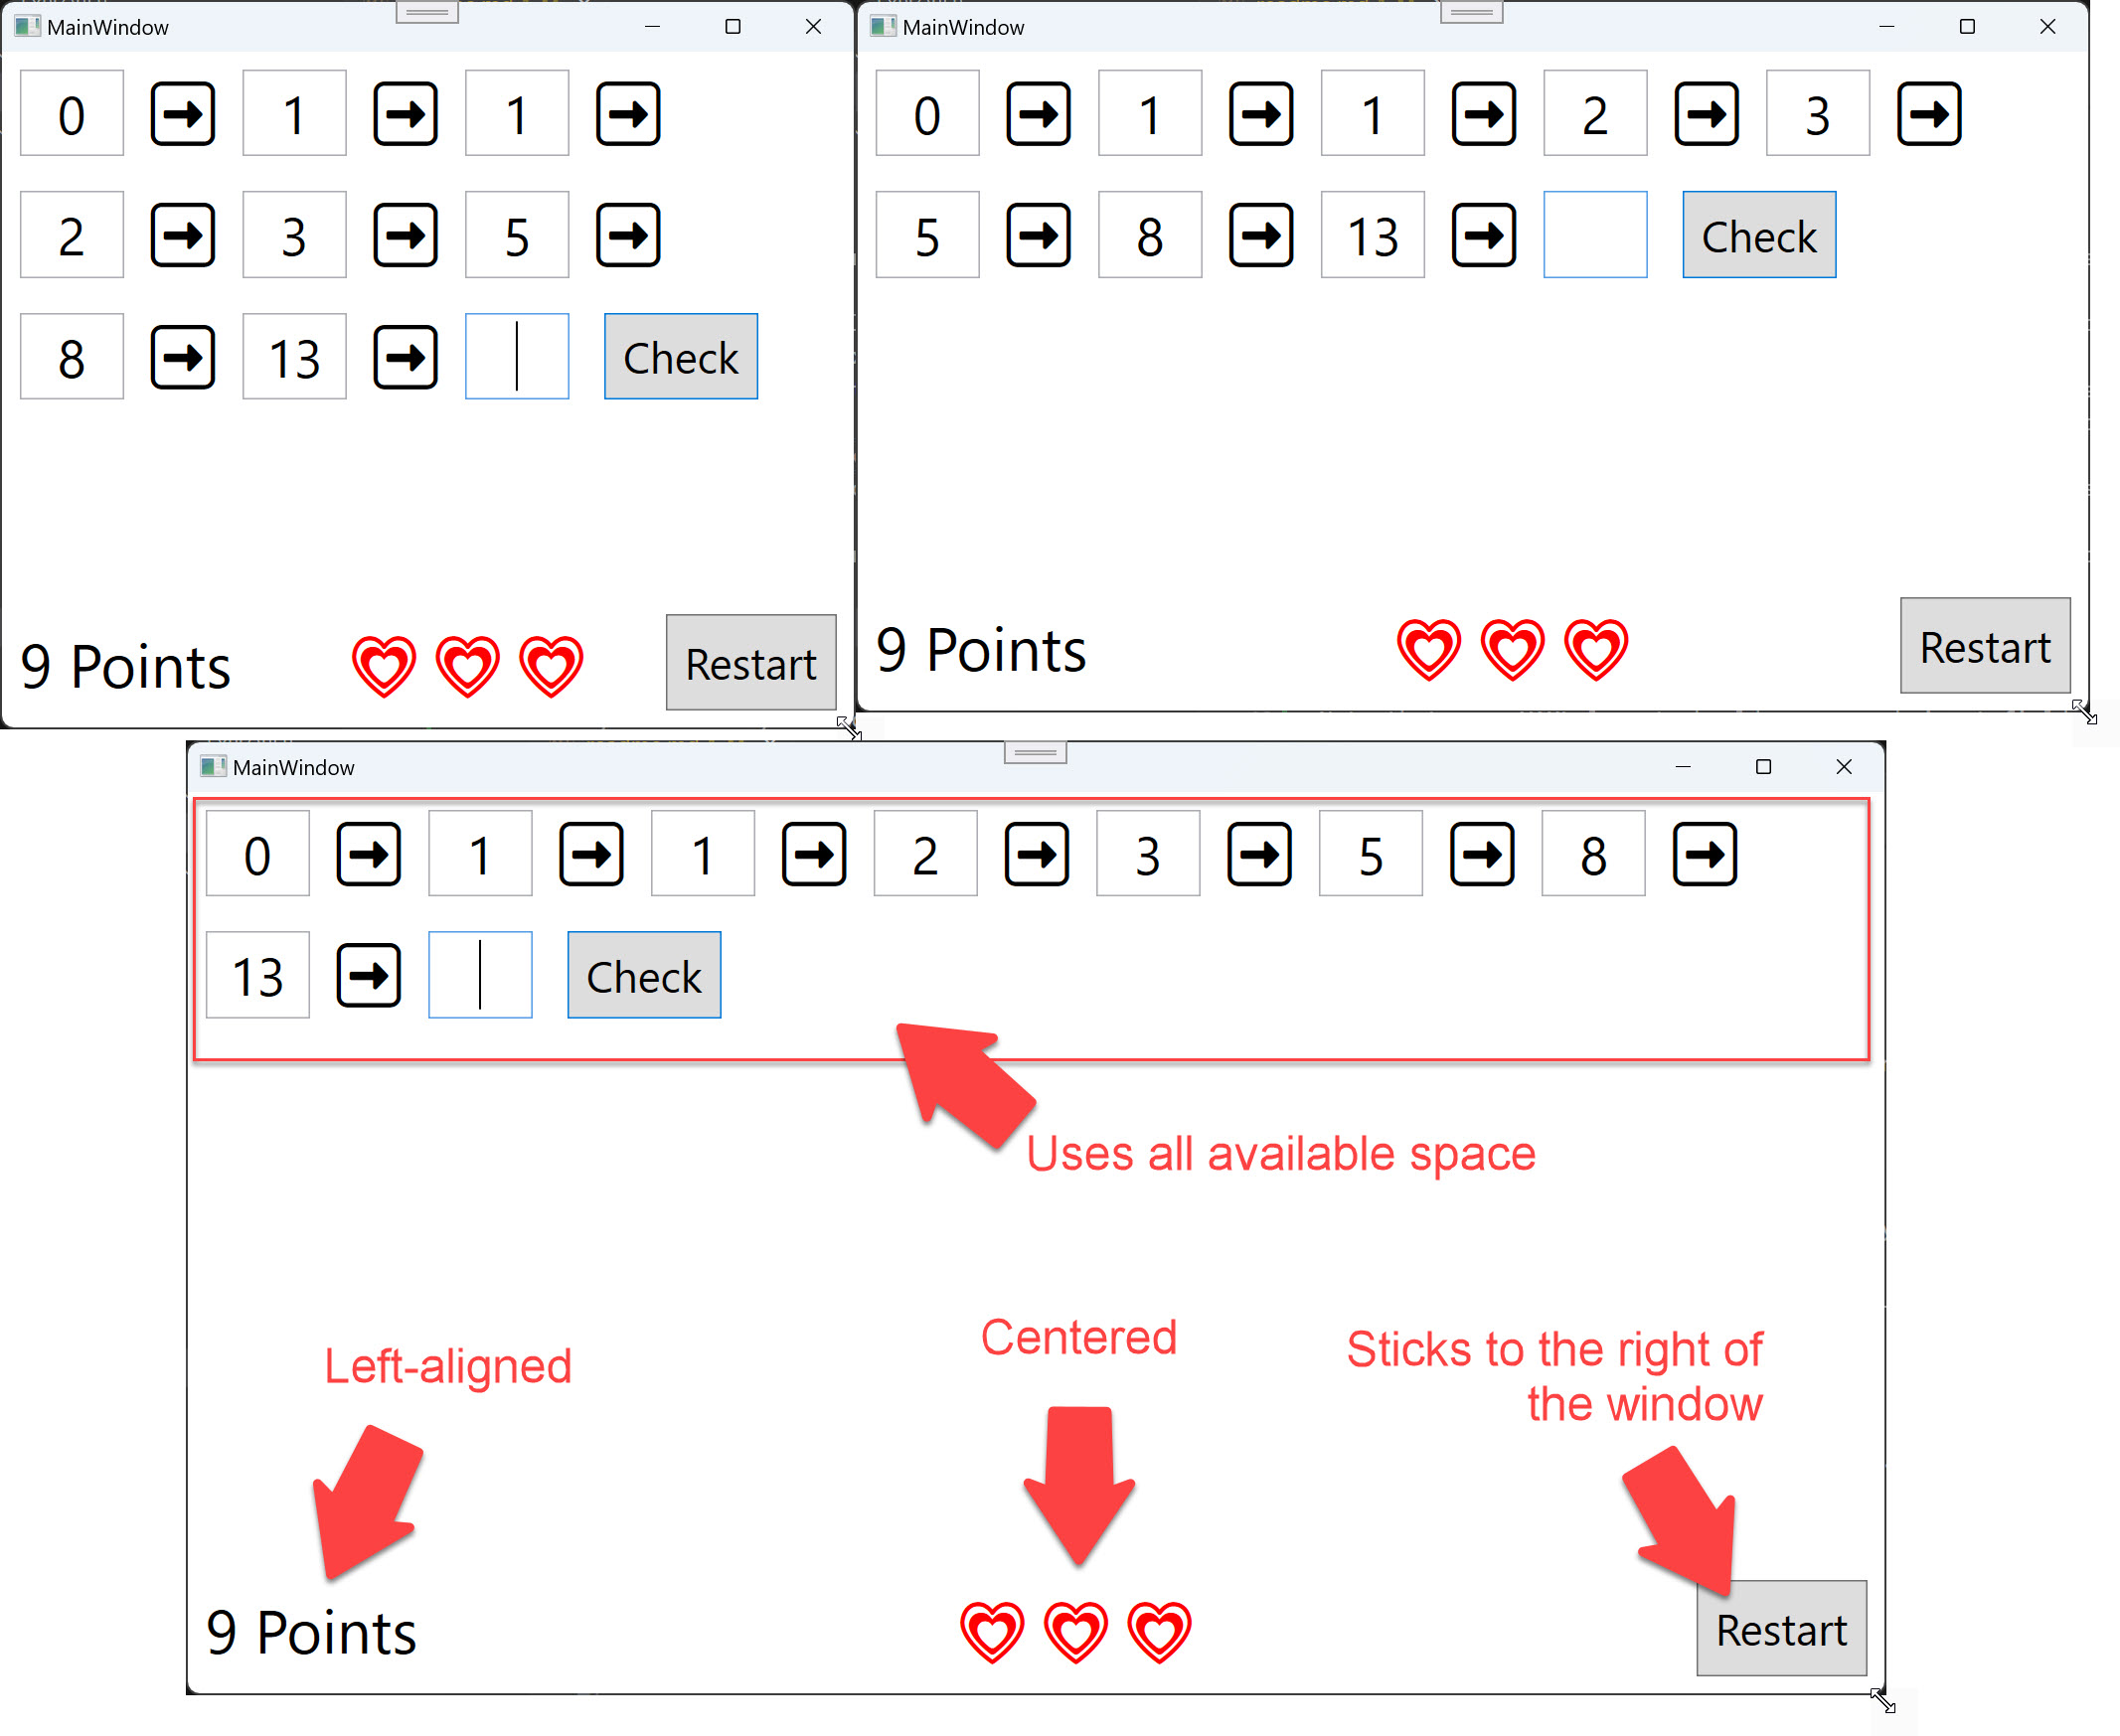 MainWindow
0 1 1
2 3 5
8 13 Check
9 Points Restart
MainWindow
0 1 1 2 3
5 8 13 Check
9 Points Restart
MainWindow
0 1 1 2 3 5 8
13 Check
Uses all available space
Left-aligned
Centered
Sticks to the right of
the window
9 Points Restart